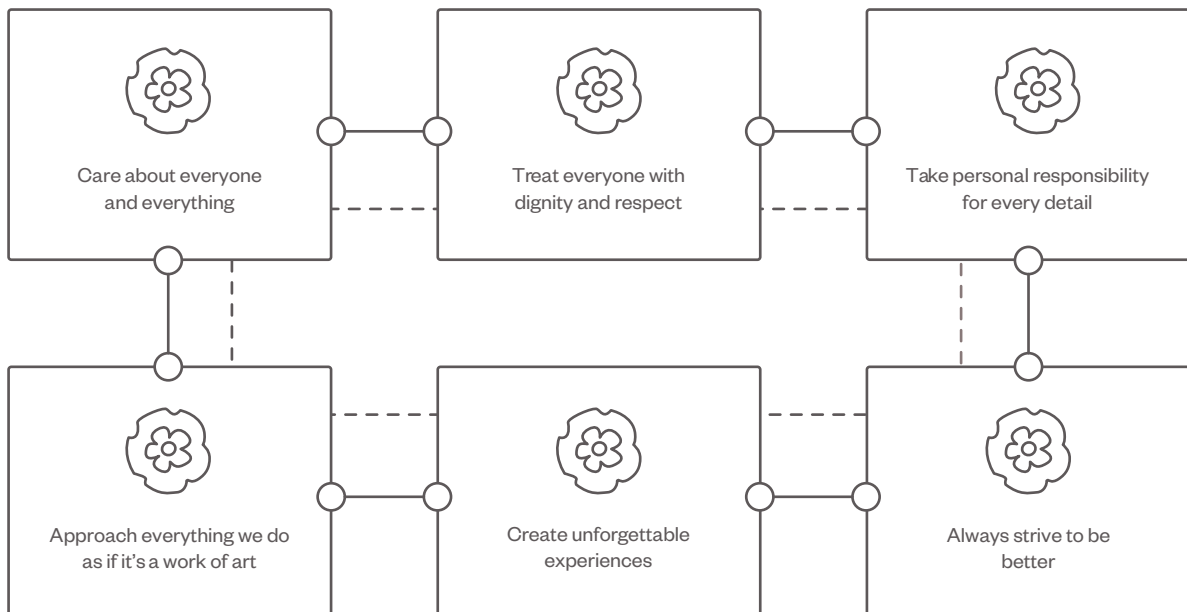 Care about everyone
and everything
Treat everyone with
dignity and respect
Take personal responsibility
for every detail
Approach everything we do
as if it's a work of art
Create unforgettable
experiences
Always strive to be
better